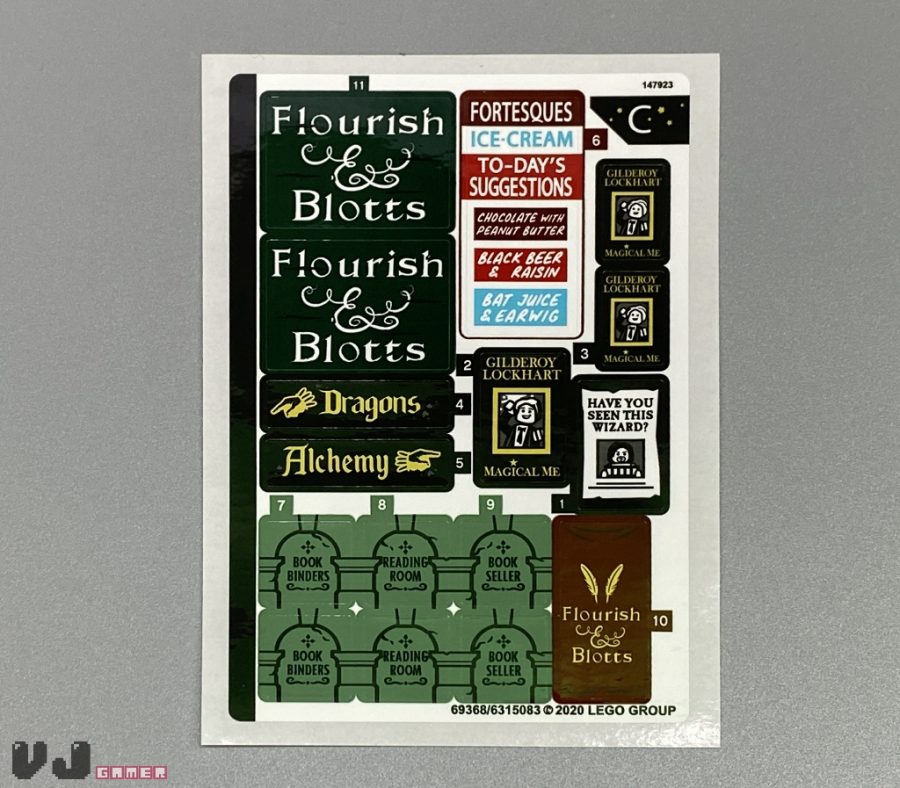 147923
11
Flourish
&
Blotts
Flourish
&
Blotts
FORTESQUES
ICE-CREAM
TO-DAY'S
SUGGESTIONS
CHOCOLATE WITH
PEANUT BUTTER
BLACK BEER
& RAISIN
BAT JUICE
& EARWIG
C
6
GILDEROY
LOCKHART
MAGICAL ME
GILDEROY
LOCKHART
MAGICAL ME
3
2
GILDEROY
LOCKHART
MAGICAL ME
4
Dragons
5
Alchemy
HAVE YOU
SEEN THIS
WIZARD?
1
7
8
9
BOOK
BINDERS
READING
ROOM
BOOK
SELLER
BOOK
BINDERS
READING
ROOM
BOOK
SELLER
Flourish
&
Blotts
10
69368/6315083 © 2020 LEGO GROUP
VJ
GAMER